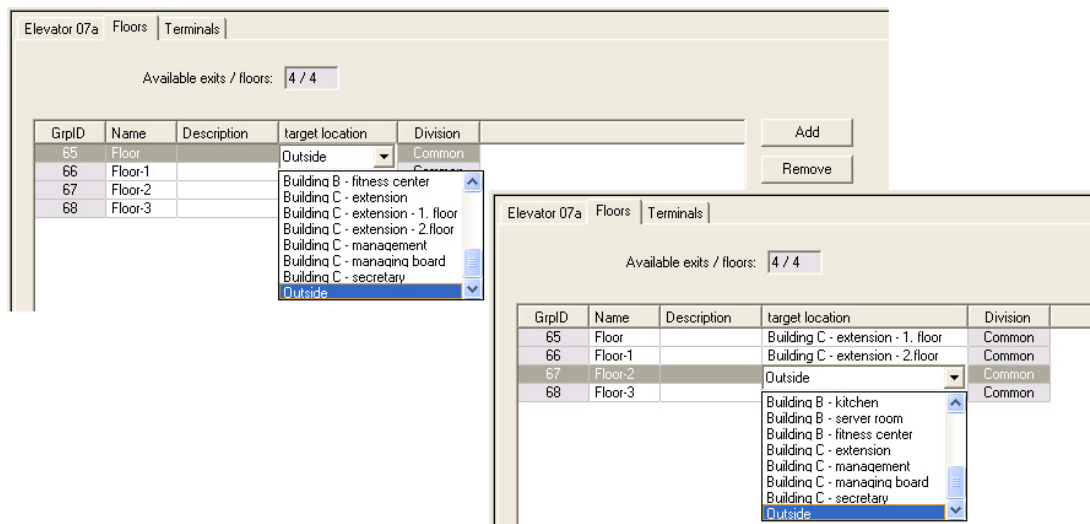 Elevator 07a Floors Terminals
Available exits / floors: 4 / 4
GrpID Name Description target location Division
65 Floor Outside Common
66 Floor-1 Common
67 Floor-2
68 Floor-3
Building B - fitness center
Building C - extension
Building C - extension - 1. floor
Building C - extension - 2.floor
Building C - management
Building C - managing board
Building C - secretary
Outside
Add
Remove
Elevator 07a Floors Terminals
Available exits / floors: 4 / 4
GrpID Name Description target location Division
65 Floor Building C - extension - 1. floor Common
66 Floor-1 Building C - extension - 2.floor Common
67 Floor-2 Outside Common
68 Floor-3 Common
Building B - kitchen
Building B - server room
Building B - fitness center
Building C - extension
Building C - management
Building C - managing board
Building C - secretary
Outside